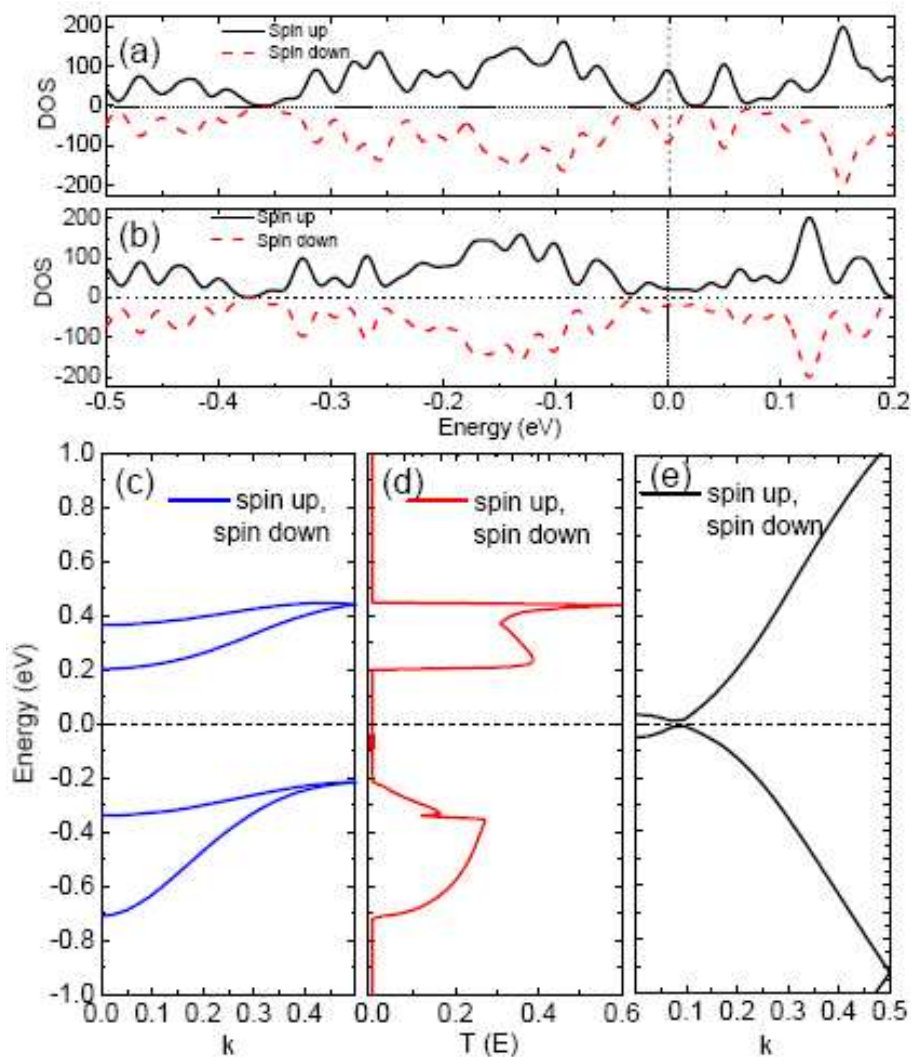 (a)
Spin up
Spin down
200
100
0
-100
-200
DOS
(b)
Spin up
Spin down
200
100
0
-100
-200
DOS
-0.5 -0.4 -0.3 -0.2 -0.1 0.0 0.1 0.2
Energy (eV)
(c)
spin up,
spin down
(d)
spin up,
spin down
(e)
spin up,
spin down
1.0
0.8
0.6
0.4
0.2
0.0
-0.2
-0.4
-0.6
-0.8
-1.0
Energy (eV)
0.0 0.1 0.2 0.3 0.4
k
0.0 0.2 0.4 0.6
T (E)
0.1 0.2 0.3 0.4 0.5
k